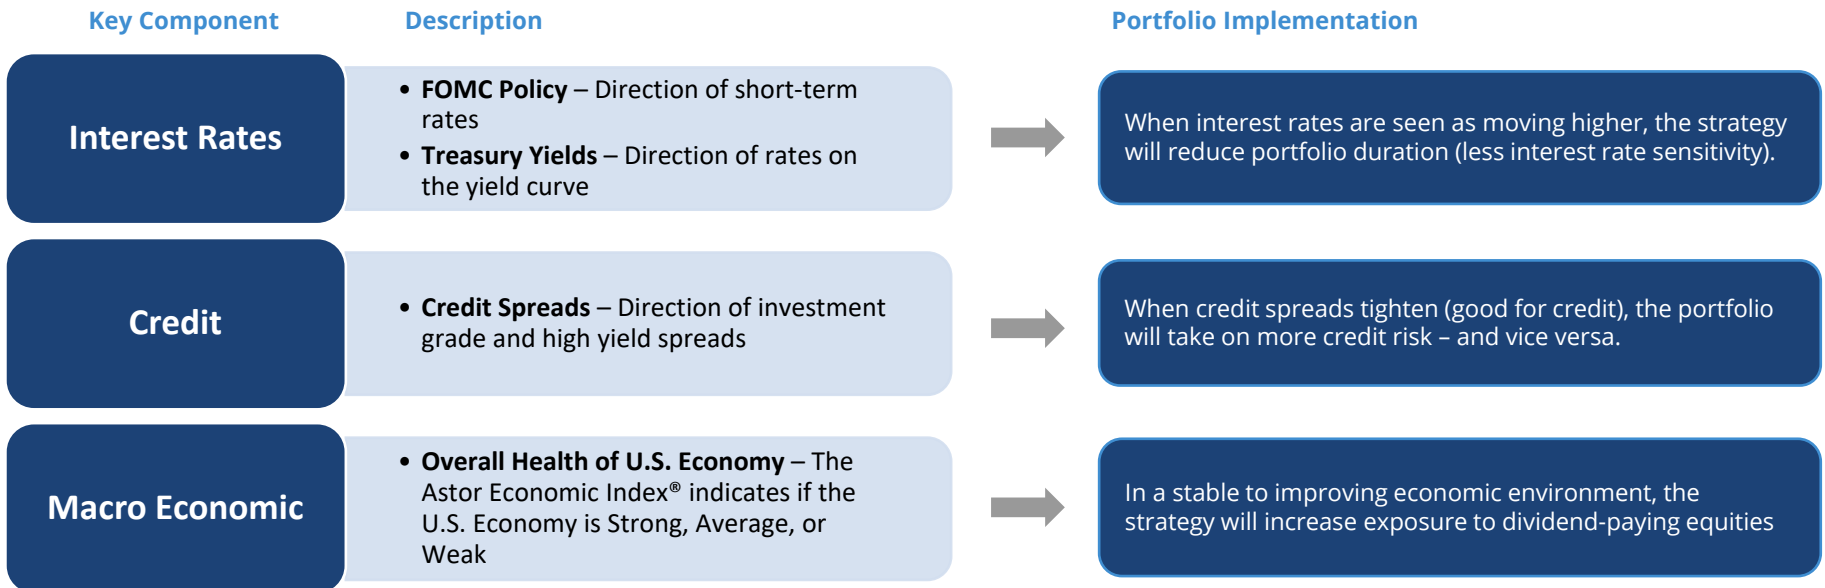 Key Component
Description
Portfolio Implementation
Interest Rates
• FOMC Policy – Direction of short-term
rates
• Treasury Yields – Direction of rates on
the yield curve
When interest rates are seen as moving higher, the strategy
will reduce portfolio duration (less interest rate sensitivity).
Credit
• Credit Spreads – Direction of investment
grade and high yield spreads
When credit spreads tighten (good for credit), the portfolio
will take on more credit risk – and vice versa.
Macro Economic
• Overall Health of U.S. Economy – The
Astor Economic Index® indicates if the
U.S. Economy is Strong, Average, or
Weak
In a stable to improving economic environment, the
strategy will increase exposure to dividend-paying equities